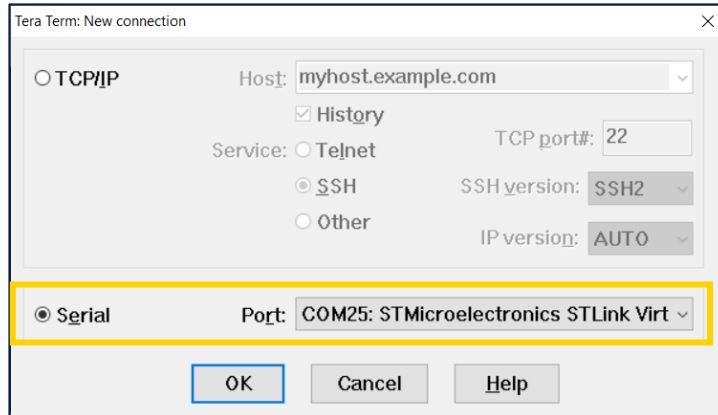 Tera Term: New connection
TCP/IP Host: myhost.example.com
History
Service: Telnet TCP port#: 22
SSH SSH version: SSH2
Other IP version: AUTO
Serial Port: COM25: STMicroelectronics STLink Virt
OK Cancel Help